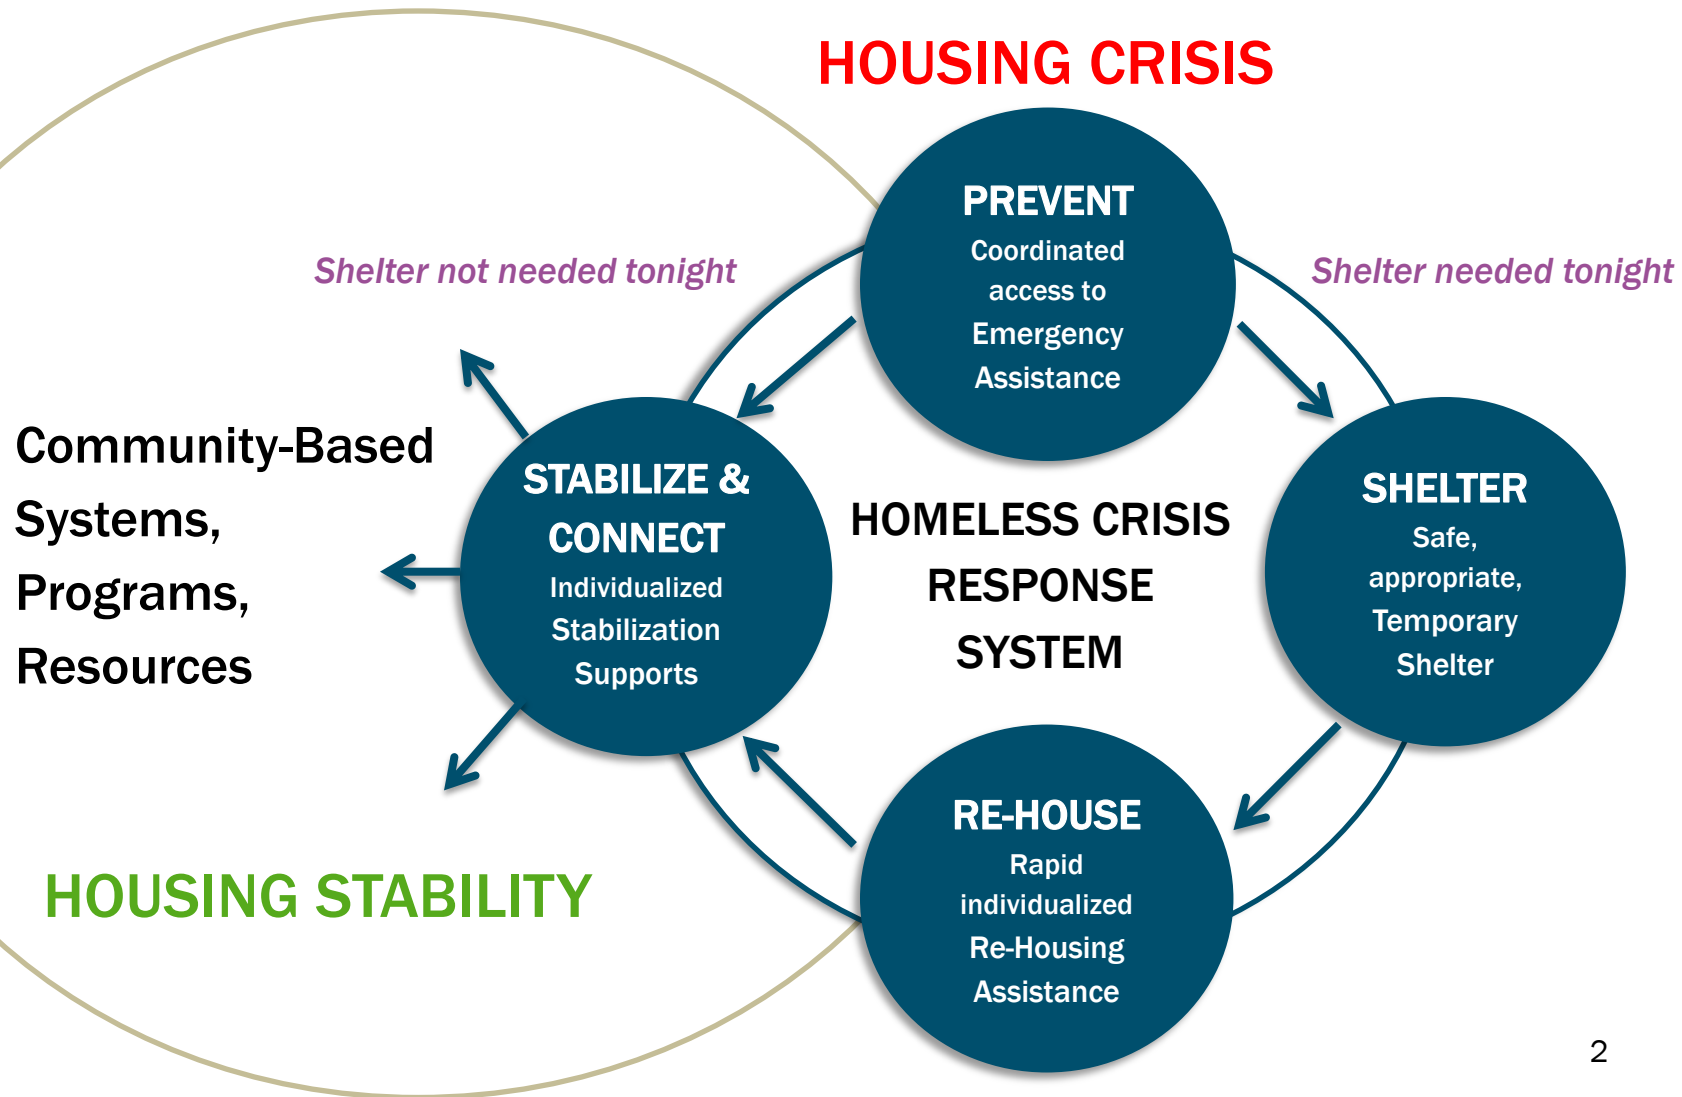 HOUSING CRISIS
PREVENT
Coordinated
access to
Emergency
Assistance
Shelter not needed tonight
Shelter needed tonight
Community-Based
Systems,
Programs,
Resources
STABILIZE &
CONNECT
Individualized
Stabilization
Supports
HOMELESS CRISIS
RESPONSE
SYSTEM
SHELTER
Safe,
appropriate,
Temporary
Shelter
RE-HOUSE
Rapid
individualized
Re-Housing
Assistance
HOUSING STABILITY
2